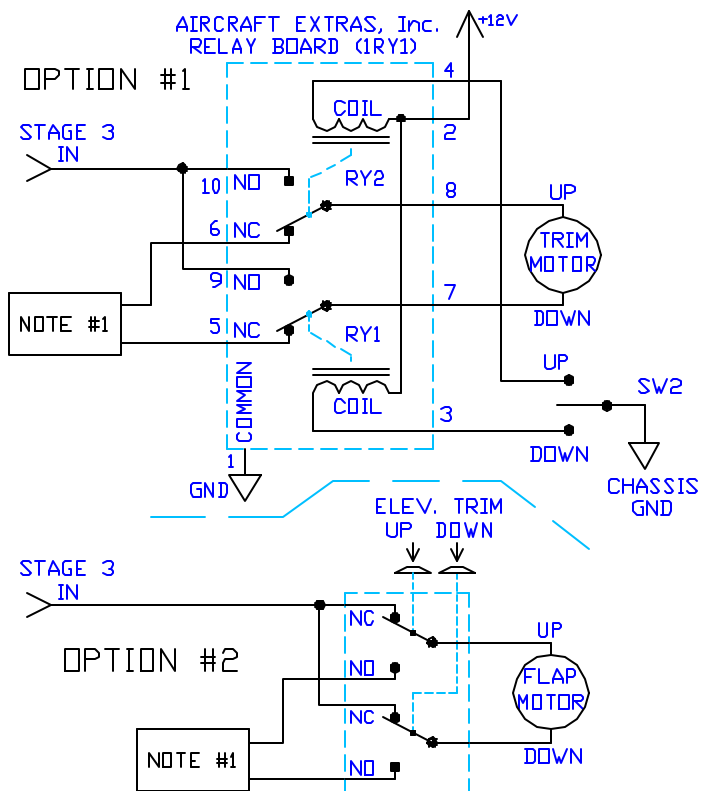 AIRCRAFT EXTRAS, Inc.
RELAY BOARD (1RY1)
+12V
OPTION #1
4
COIL
2
STAGE 3
IN
10 NO
RY2
8
UP
6 NC
TRIM
MOTOR
9 NO
7
NOTE #1
5 NC
RY1
DOWN
UP
SW2
COMMON
COIL
3
DOWN
1
GND
CHASSIS
GND
ELEV. TRIM
UP DOWN
STAGE 3
IN
NC
UP
OPTION #2
NO
FLAP
MOTOR
NC
DOWN
NOTE #1
NO